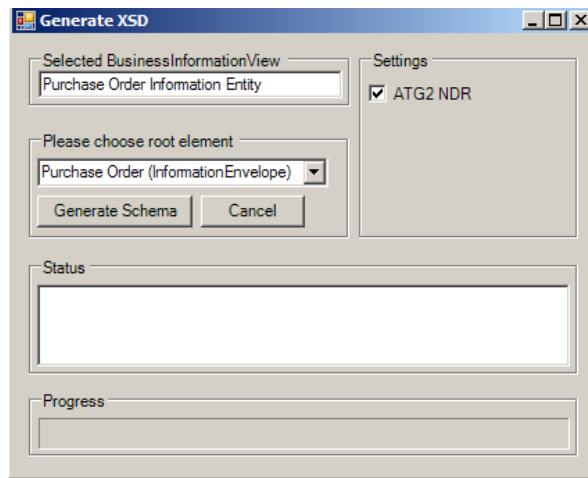 Generate XSD
Selected BusinessInformationView
Purchase Order Information Entity
Settings
ATG2 NDR
Please choose root element
Purchase Order (InformationEnvelope)
Generate Schema
Cancel
Status
Progress